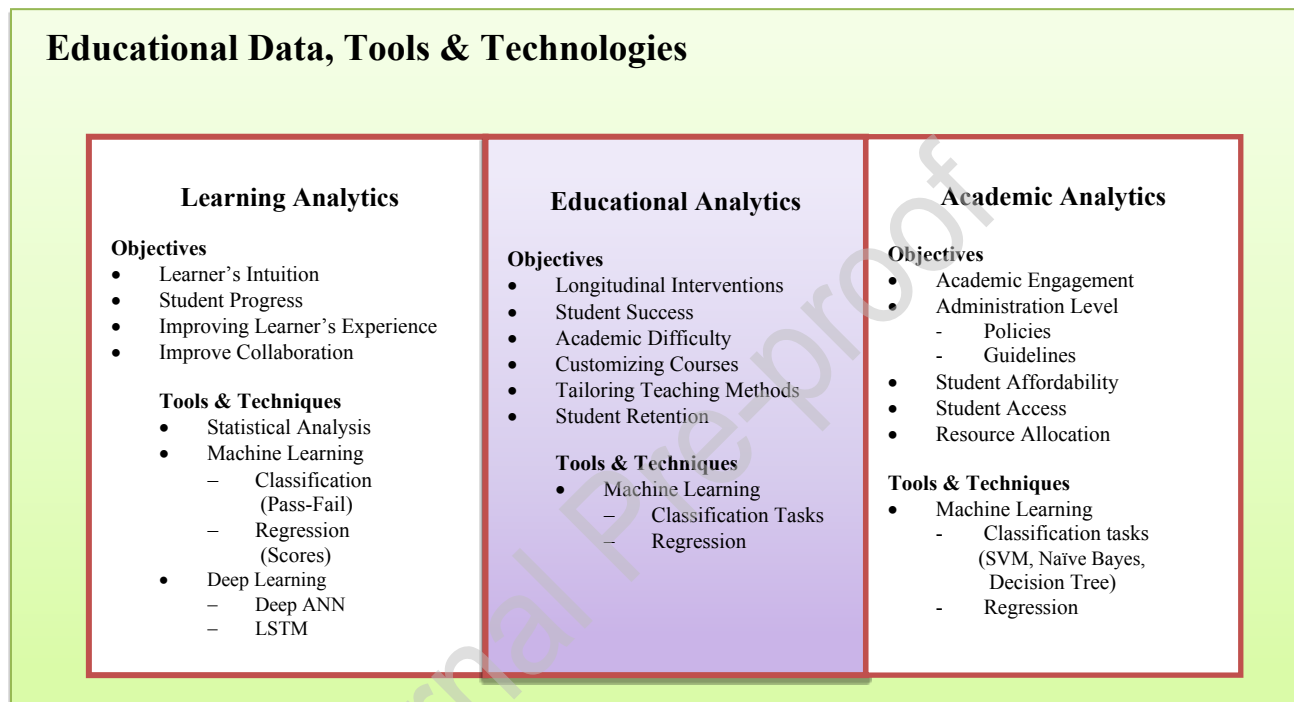 Educational Data, Tools & Technologies
Learning Analytics
Objectives
• Learner's Intuition
• Student Progress
• Improving Learner's Experience
• Improve Collaboration
Tools & Techniques
• Statistical Analysis
• Machine Learning
– Classification
(Pass-Fail)
– Regression
(Scores)
• Deep Learning
– Deep ANN
– LSTM
Educational Analytics
Objectives
• Longitudinal Interventions
• Student Success
• Academic Difficulty
• Customizing Courses
• Tailoring Teaching Methods
• Student Retention
Tools & Techniques
• Machine Learning
– Classification Tasks
– Regression
Academic Analytics
Objectives
• Academic Engagement
• Administration Level
- Policies
- Guidelines
• Student Affordability
• Student Access
• Resource Allocation
Tools & Techniques
• Machine Learning
- Classification tasks
(SVM, Naïve Bayes,
Decision Tree)
- Regression
rnal Pre-proof